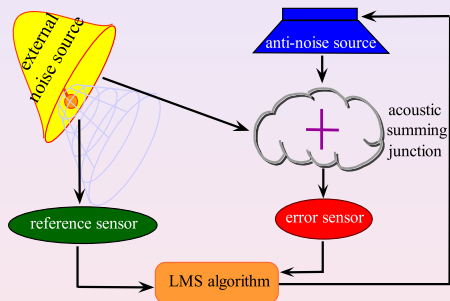 external
noise source
anti-noise source
acoustic
summing
junction
reference sensor
error sensor
LMS algorithm